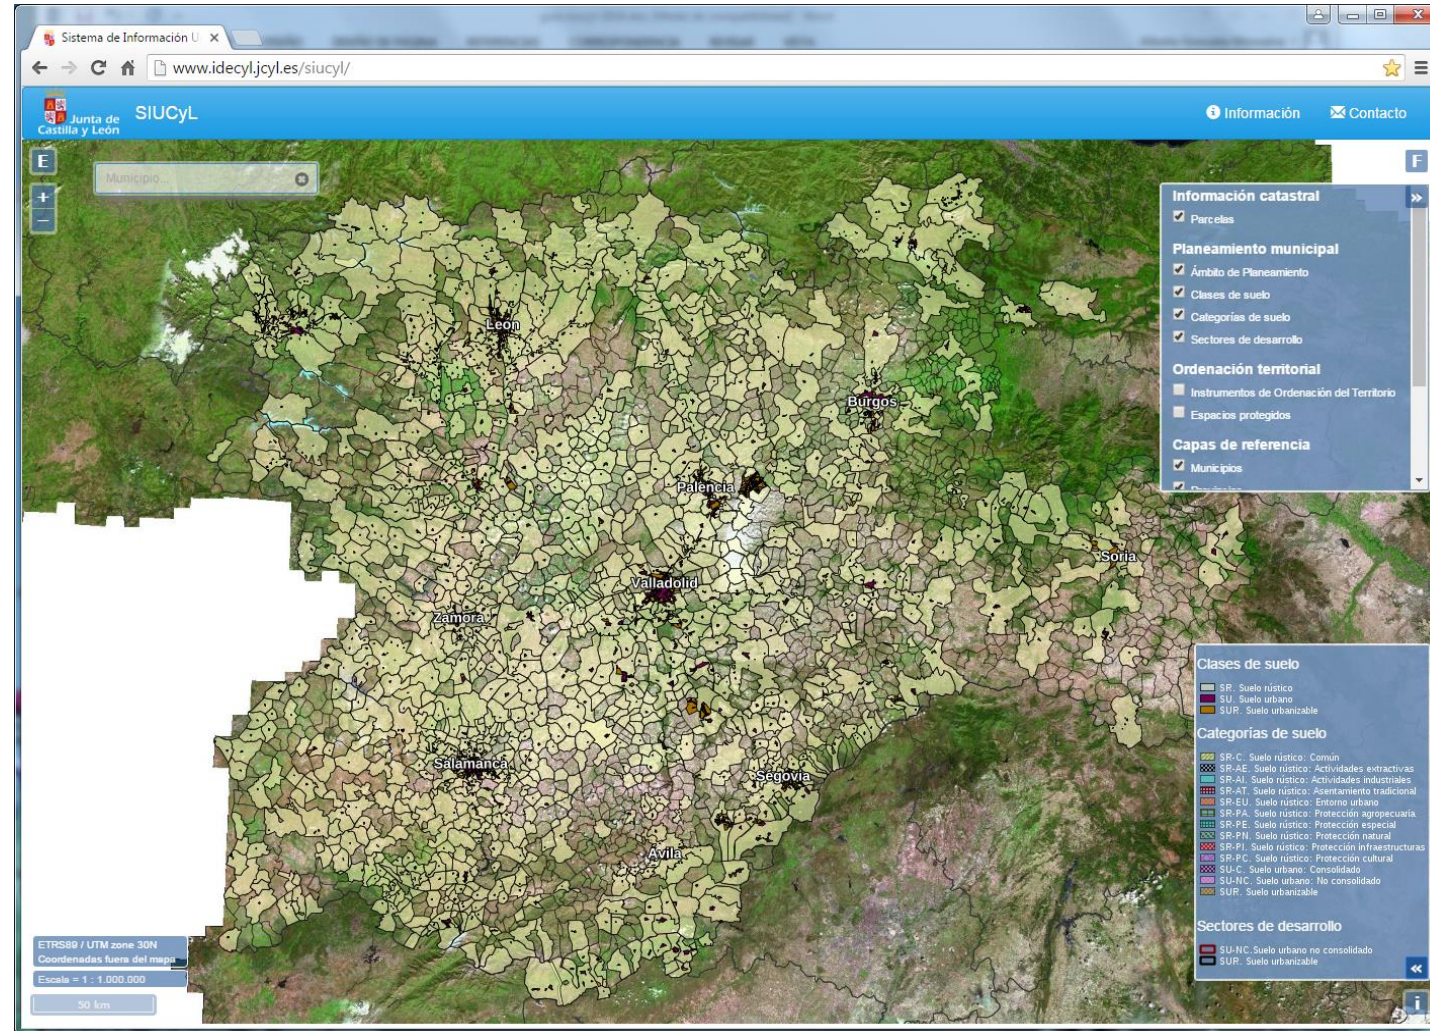 Sistema de Información U
www.idecyl.jcyl.es/siucyl/
Junta de
Castilla y León
SIUCyL
Información
Contacto
E
Municipio...
+
−
F
Información catastral
Parcelas
Planeamiento municipal
Ámbito de Planeamiento
Clases de suelo
Categorías de suelo
Sectores de desarrollo
Ordenación territorial
Instrumentos de Ordenación del Territorio
Espacios protegidos
Capas de referencia
Municipios
León
Burgos
Palencia
Soria
Valladolid
Zamora
Salamanca
Segovia
Ávila
Clases de suelo
SR. Suelo rústico
SU. Suelo urbano
SUR. Suelo urbanizable
Categorías de suelo
SR-C. Suelo rústico: Común
SR-AE. Suelo rústico: Actividades extractivas
SR-AI. Suelo rústico: Actividades industriales
SR-AT. Suelo rústico: Asentamiento tradicional
SR-EU. Suelo rústico: Entorno urbano
SR-PA. Suelo rústico: Protección agropecuaria
SR-PE. Suelo rústico: Protección especial
SR-PN. Suelo rústico: Protección natural
SR-PI. Suelo rústico: Protección infraestructuras
SR-PC. Suelo rústico: Protección cultural
SU-C. Suelo urbano: Consolidado
SU-NC. Suelo urbano: No consolidado
SUR. Suelo urbanizable
Sectores de desarrollo
SU-NC.Suelo urbano no consolidado
SUR. Suelo urbanizable
ETRS89 / UTM zone 30N
Coordenadas fuera del mapa
Escala = 1 : 1.000.000
50 km
i